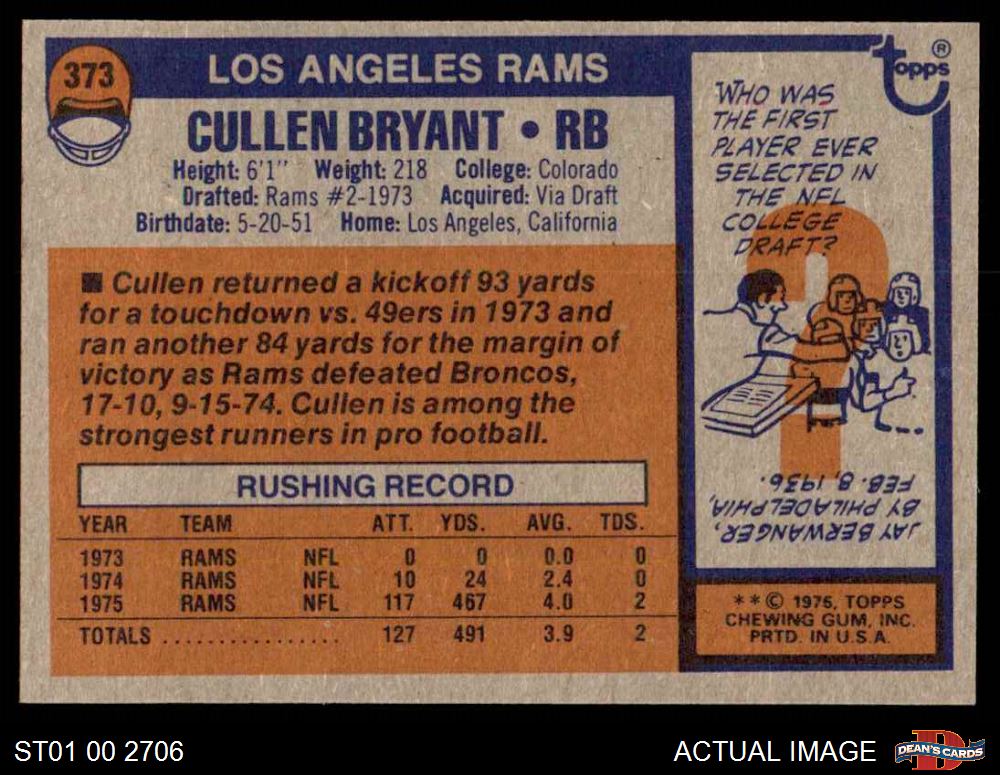 373
LOS ANGELES RAMS
CULLEN BRYANT • RB
Height: 6'1" Weight: 218 College: Colorado
Drafted: Rams #2-1973 Acquired: Via Draft
Birthdate: 5-20-51 Home: Los Angeles, California
■ Cullen returned a kickoff 93 yards
for a touchdown vs. 49ers in 1973 and
ran another 84 yards for the margin of
victory as Rams defeated Broncos,
17-10, 9-15-74. Cullen is among the
strongest runners in pro football.
RUSHING RECORD
YEAR TEAM ATT. YDS. AVG. TDS.
1973 RAMS NFL 0 0 0.0 0
1974 RAMS NFL 10 24 2.4 0
1975 RAMS NFL 117 467 4.0 2
TOTALS ................. 127 491 3.9 2
Topps ®
WHO WAS
THE FIRST
PLAYER EVER
SELECTED IN
THE NFL
COLLEGE
DRAFT?
?
JAY BERWANGER,
BY PHILADELPHIA,
FEB. 8, 1936.
**© 1976, TOPPS
CHEWING GUM, INC.
PRTD. IN U.S.A.
ST01 00 2706
ACTUAL IMAGE
D
DEAN'S CARDS